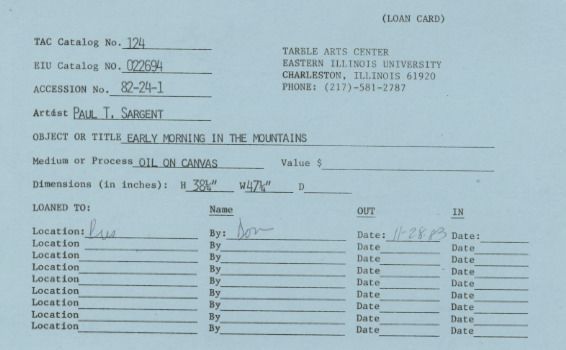 (LOAN CARD)
TAC Catalog No. 124
EIU Catalog NO. 022694
ACCESSION No. 82-24-1
TARBLE ARTS CENTER
EASTERN ILLINOIS UNIVERSITY
CHARLESTON, ILLINOIS 61920
PHONE: (217)-581-2787
Artist PAUL T. SARGENT
OBJECT OR TITLE EARLY MORNING IN THE MOUNTAINS
Medium or Process OIL ON CANVAS Value $
Dimensions (in inches): H 38¼" W 47¼" D
LOANED TO: Name OUT IN
Location: By: Don Date: 11-28-83 Date:
Location By Date Date
Location By Date Date
Location By Date Date
Location By Date Date
Location By Date Date
Location By Date Date
Location By Date Date
Location By Date Date